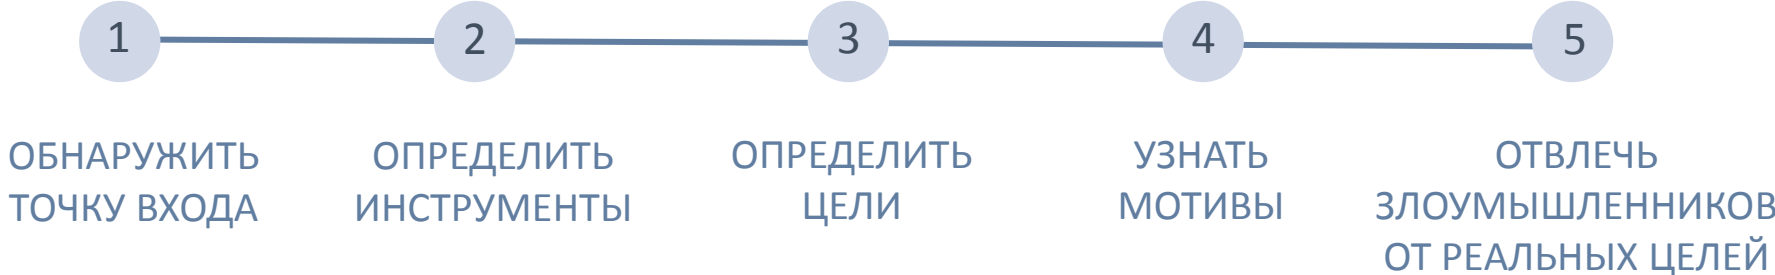 1
2
3
4
5
ОБНАРУЖИТЬ
ТОЧКУ ВХОДА
ОПРЕДЕЛИТЬ
ИНСТРУМЕНТЫ
ОПРЕДЕЛИТЬ
ЦЕЛИ
УЗНАТЬ
МОТИВЫ
ОТВЛЕЧЬ
ЗЛОУМЫШЛЕННИКОВ
ОТ РЕАЛЬНЫХ ЦЕЛЕЙ